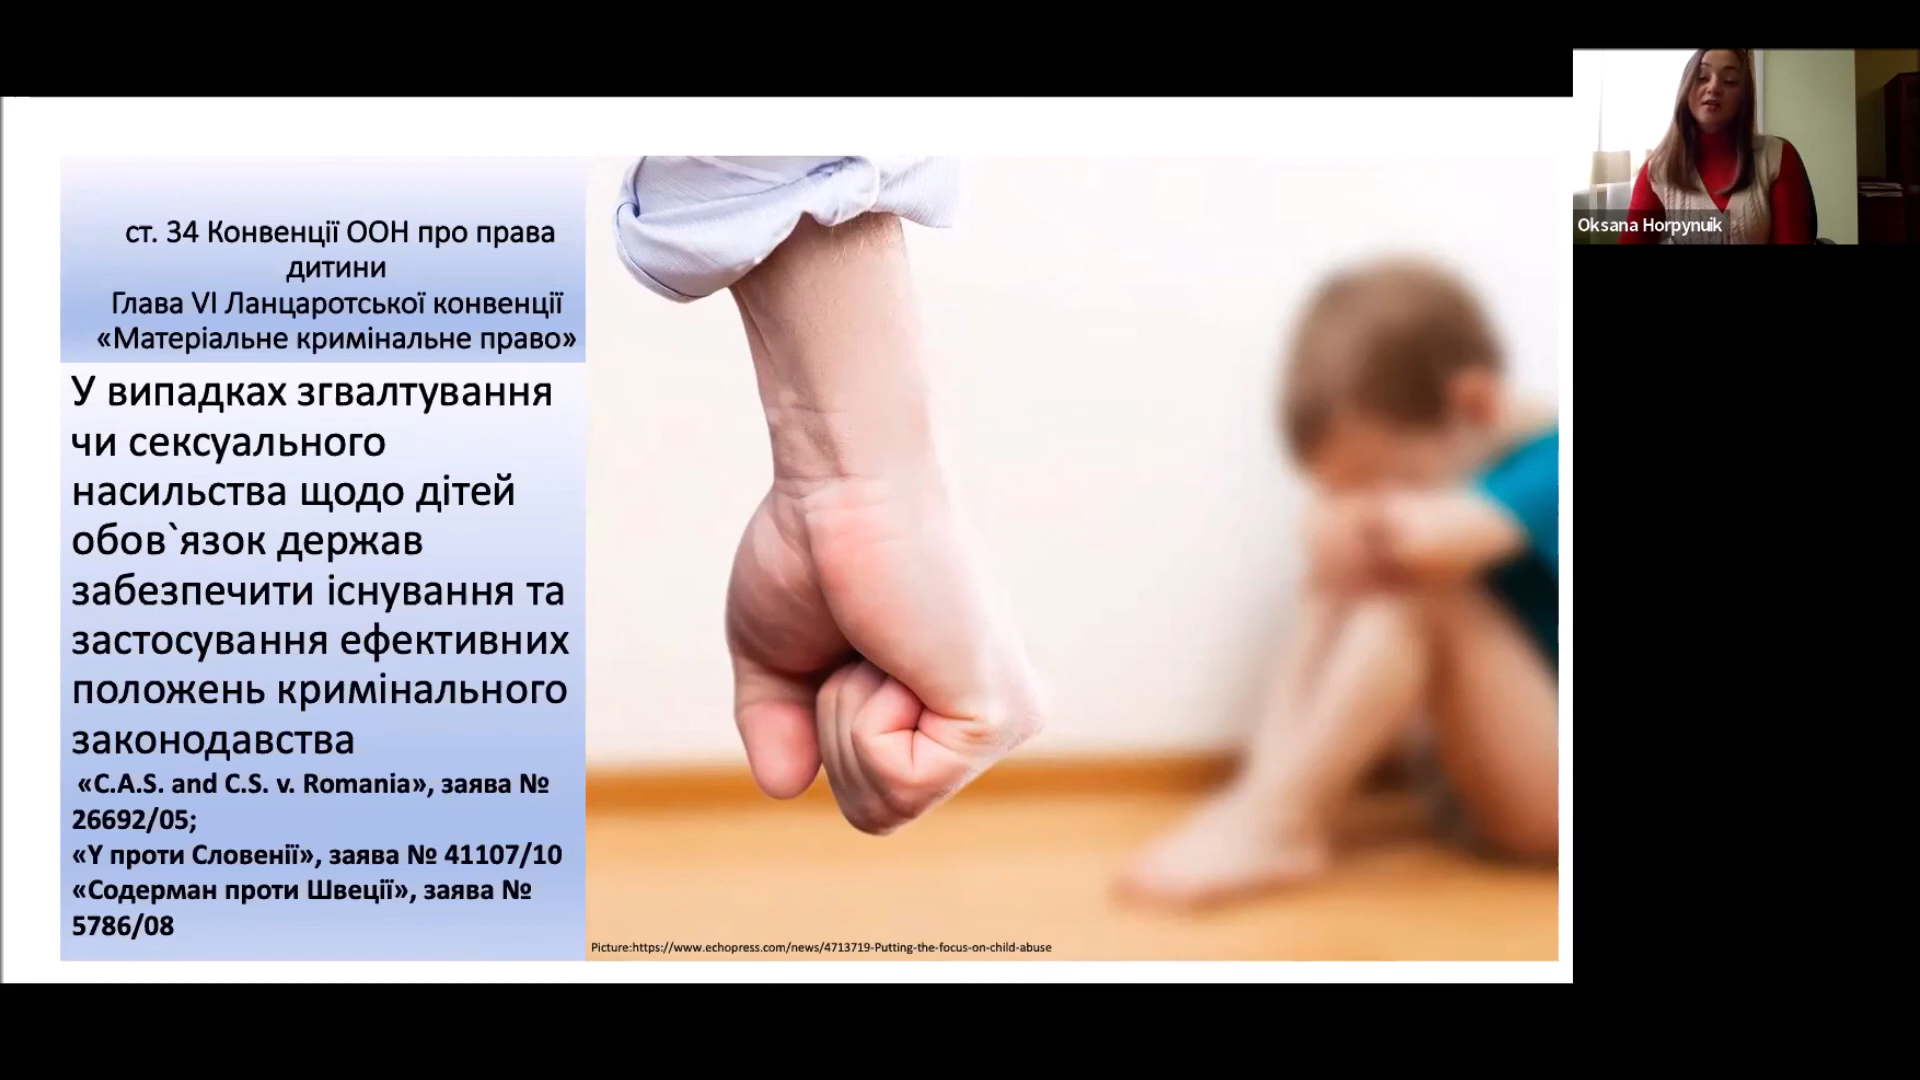 ст. 34 Конвенції ООН про права
дитини
Глава VI Ланцаротської конвенції
«Матеріальне кримінальне право»
У випадках згвалтування
чи сексуального
насильства щодо дітей
обов`язок держав
забезпечити існування та
застосування ефективних
положень кримінального
законодавства
«C.A.S. and C.S. v. Romania», заява №
26692/05;
«Y проти Словенії», заява № 41107/10
«Содерман проти Швеції», заява №
5786/08
Picture:https://www.echopress.com/news/4713719-Putting-the-focus-on-child-abuse
Oksana Horpynuik